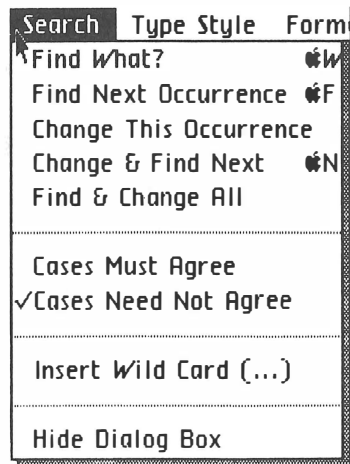 Search Type Style Form
Find What? W
Find Next Occurrence F
Change This Occurrence
Change & Find Next N
Find & Change All
Cases Must Agree
✓Cases Need Not Agree
Insert Wild Card (...)
Hide Dialog Box